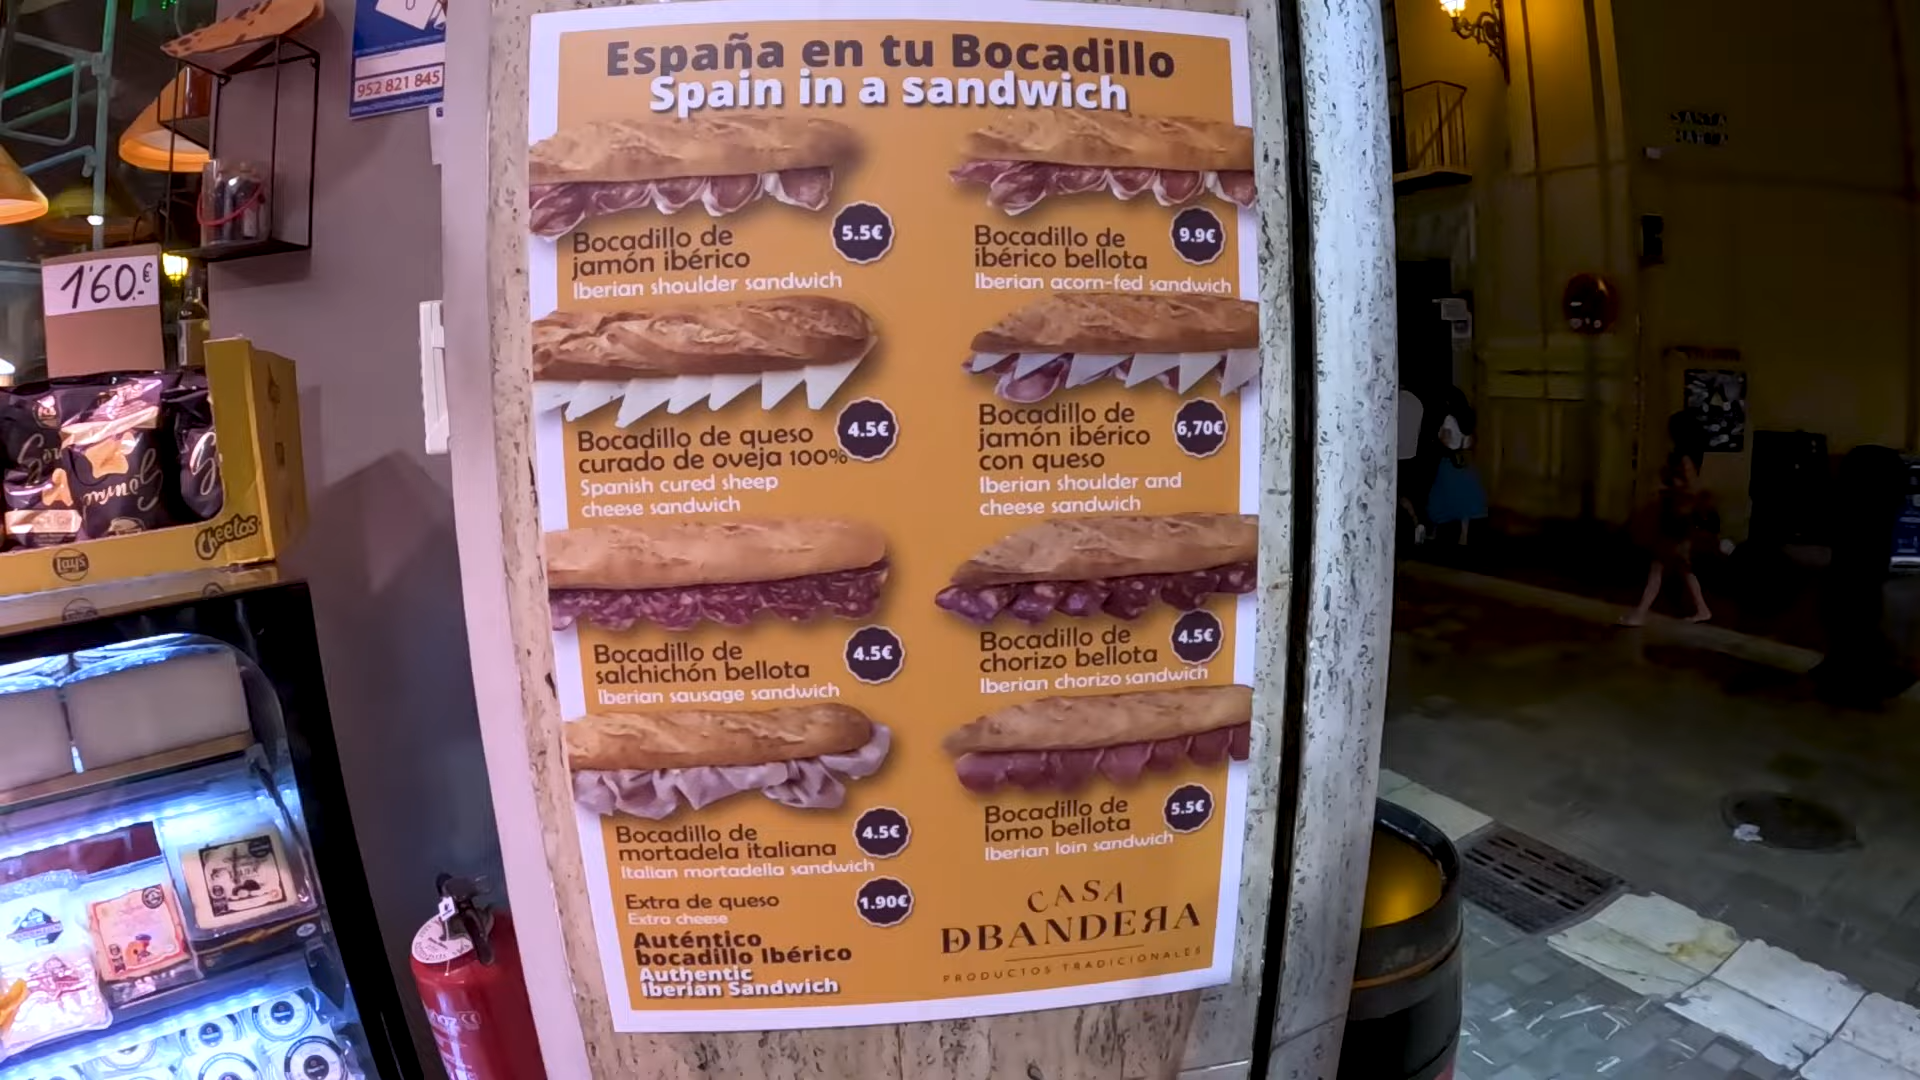 España en tu Bocadillo
Spain in a sandwich
Bocadillo de
jamón ibérico
Iberian shoulder sandwich
5.5€
Bocadillo de
ibérico bellota
Iberian acorn-fed sandwich
9.9€
Bocadillo de queso
curado de oveja 100%
Spanish cured sheep
cheese sandwich
4.5€
Bocadillo de
jamón ibérico
con queso
Iberian shoulder and
cheese sandwich
6,70€
Bocadillo de
salchichón bellota
Iberian sausage sandwich
4.5€
Bocadillo de
chorizo bellota
Iberian chorizo sandwich
4.5€
Bocadillo de
mortadela italiana
Italian mortadella sandwich
4.5€
Bocadillo de
lomo bellota
Iberian loin sandwich
5.5€
Extra de queso
Extra cheese
1.90€
Auténtico
bocadillo Ibérico
Authentic
Iberian Sandwich
CASA
DBANDERA
PRODUCTOS TRADICIONALES
952 821 845
1'60.-€
Cheetos
Lay's
SANTA
MARIA